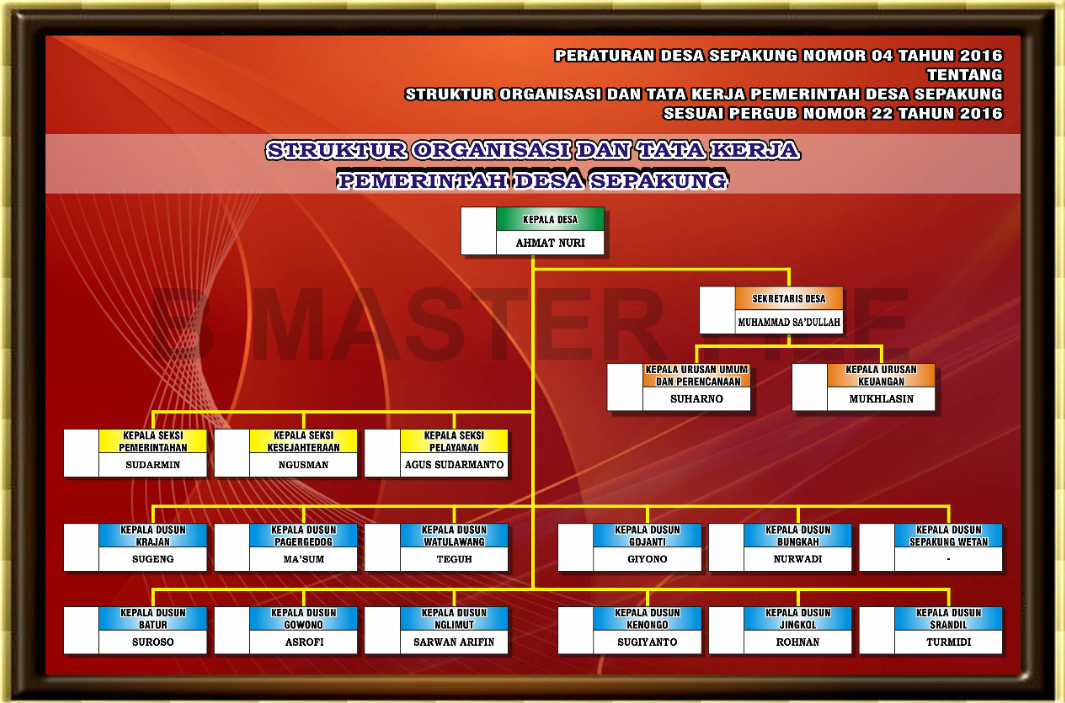 PERATURAN DESA SEPAKUNG NOMOR 04 TAHUN 2016
TENTANG
STRUKTUR ORGANISASI DAN TATA KERJA PEMERINTAH DESA SEPAKUNG
SESUAI PERGUB NOMOR 22 TAHUN 2016
STRUKTUR ORGANISASI DAN TATA KERJA
PEMERINTAH DESA SEPAKUNG
KEPALA DESA
AHMAT NURI
SEKRETARIS DESA
MUHAMMAD SA'DULLAH
KEPALA URUSAN UMUM
DAN PERENCANAAN
SUHARNO
KEPALA URUSAN
KEUANGAN
MUKHLASIN
KEPALA SEKSI
PEMERINTAHAN
SUDARMIN
KEPALA SEKSI
KESEJAHTERAAN
NGUSMAN
KEPALA SEKSI
PELAYANAN
AGUS SUDARMANTO
KEPALA DUSUN
KRAJAN
SUGENG
KEPALA DUSUN
PAGERGEDOG
MA'SUM
KEPALA DUSUN
WATULAWANG
TEGUH
KEPALA DUSUN
GOJANTI
GIYONO
KEPALA DUSUN
BUNGKAH
NURWADI
KEPALA DUSUN
SEPAKUNG WETAN
-
KEPALA DUSUN
BATUR
SUROSO
KEPALA DUSUN
GOWONO
ASROFI
KEPALA DUSUN
NGLIMUT
SARWAN ARIFIN
KEPALA DUSUN
KENONGO
SUGIYANTO
KEPALA DUSUN
JINGKOL
ROHNAN
KEPALA DUSUN
SRANDIL
TURMIDI
B MASTER